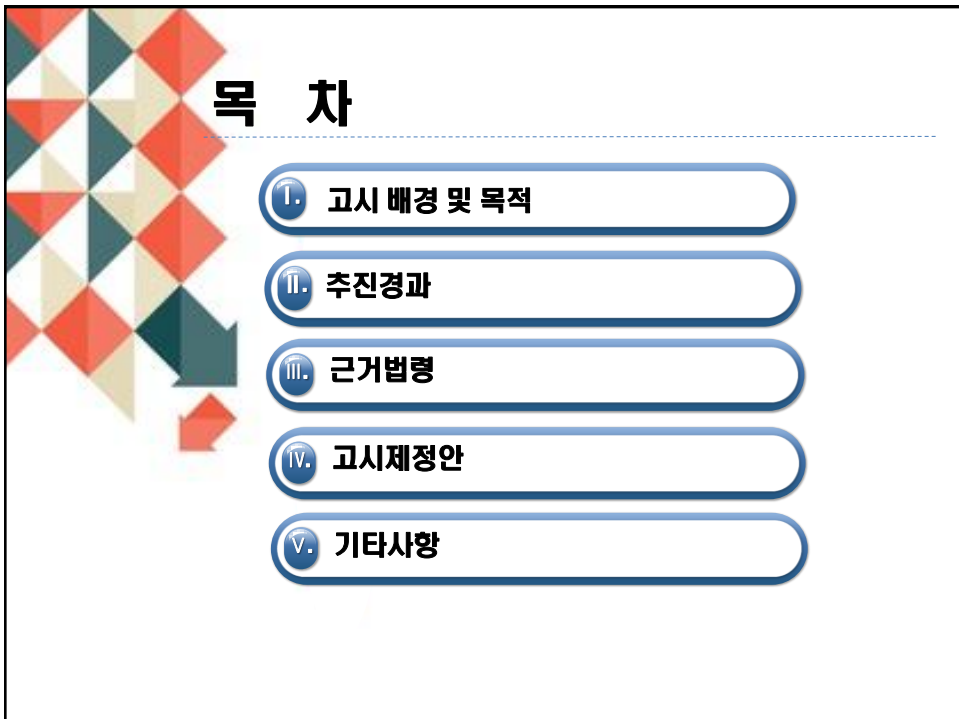 목 차
Ⅰ. 고시 배경 및 목적
Ⅱ. 추진경과
Ⅲ. 근거법령
Ⅳ. 고시제정안
Ⅴ. 기타사항